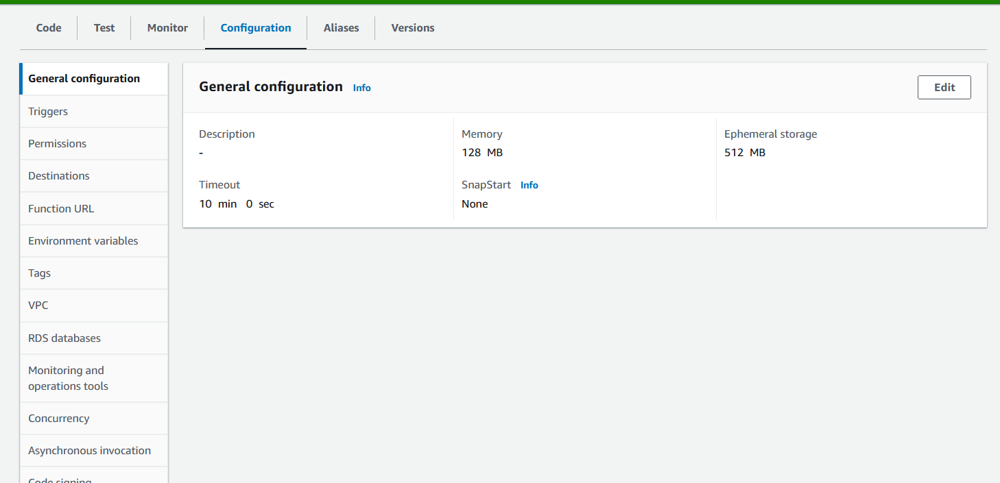 Code
Test
Monitor
Configuration
Aliases
Versions
General configuration
Triggers
Permissions
Destinations
Function URL
Environment variables
Tags
VPC
RDS databases
Monitoring and
operations tools
Concurrency
Asynchronous invocation
Code signing
General configuration Info
Edit
Description
-
Memory
128 MB
Ephemeral storage
512 MB
Timeout
10 min 0 sec
SnapStart Info
None